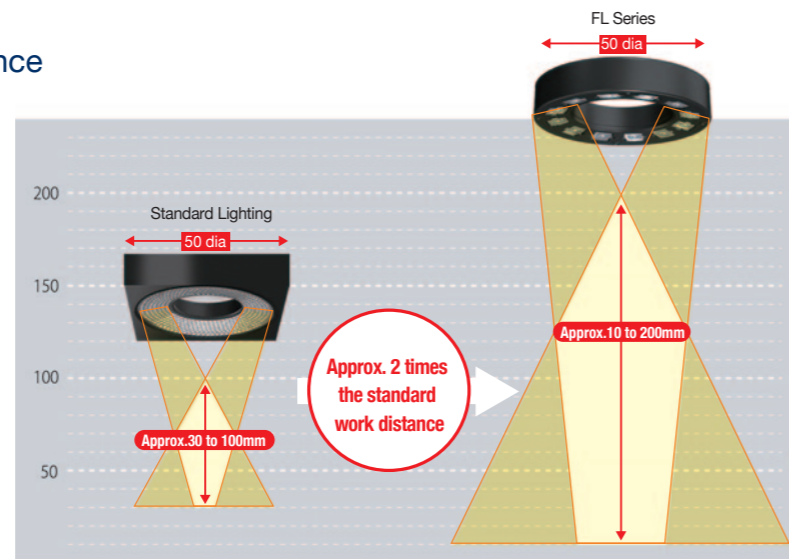 FL Series
50 dia
nce
200
Standard Lighting
50 dia
150
Approx.10 to 200mm
100
Approx. 2 times
the standard
work distance
Approx.30 to 100mm
50